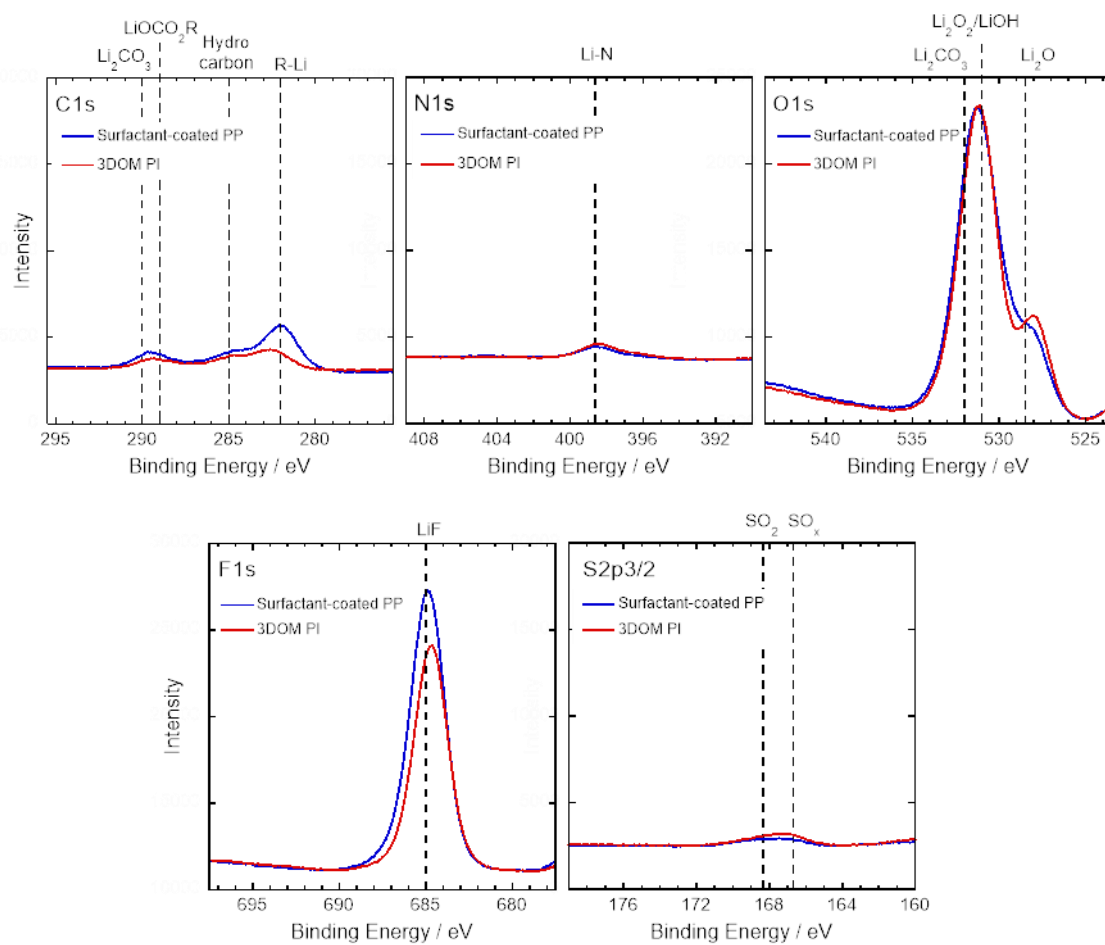 LiOCO2R
Li2CO3
Hydro
carbon
R-Li
Li-N
Li2O2/LiOH
Li2CO3
Li2O
C1s
Surfactant-coated PP
3DOM PI
N1s
Surfactant-coated PP
3DOM PI
O1s
Surfactant-coated PP
3DOM PI
Intensity
295 290 285 280
408 404 400 396 392
540 535 530 525
Binding Energy / eV
Binding Energy / eV
Binding Energy / eV
LiF
SO2 SOx
F1s
Surfactant-coated PP
3DOM PI
S2p3/2
Surfactant-coated PP
3DOM PI
Intensity
695 690 685 680
176 172 168 164 160
Binding Energy / eV
Binding Energy / eV